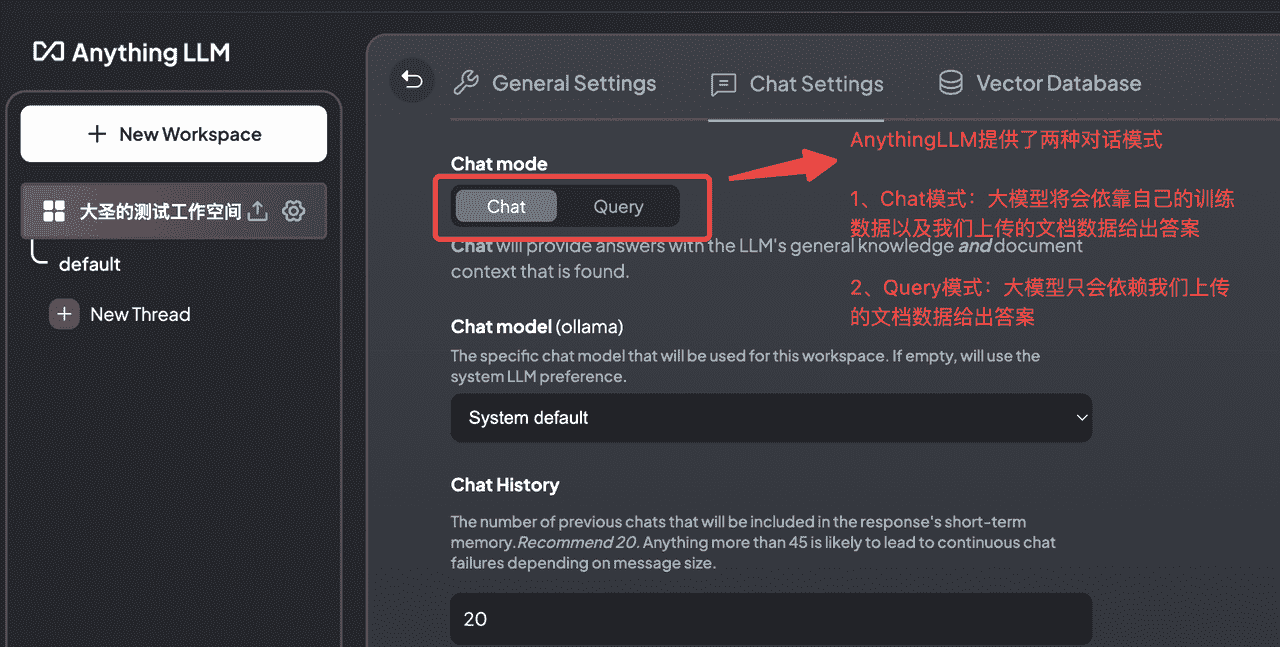 Anything LLM
New Workspace
大圣的测试工作空间
default
New Thread
General Settings
Chat Settings
Vector Database
Chat mode
Chat
Query
Chat will provide answers with the LLM's general knowledge and document
context that is found.
AnythingLLM提供了两种对话模式
1、Chat模式：大模型将会依靠自己的训练
数据以及我们上传的文档数据给出答案
2、Query模式：大模型只会依赖我们上传
的文档数据给出答案
Chat model (ollama)
The specific chat model that will be used for this workspace. If empty, will use the
system LLM preference.
System default
Chat History
The number of previous chats that will be included in the response's short-term
memory.Recommend 20. Anything more than 45 is likely to lead to continuous chat
failures depending on message size.
20